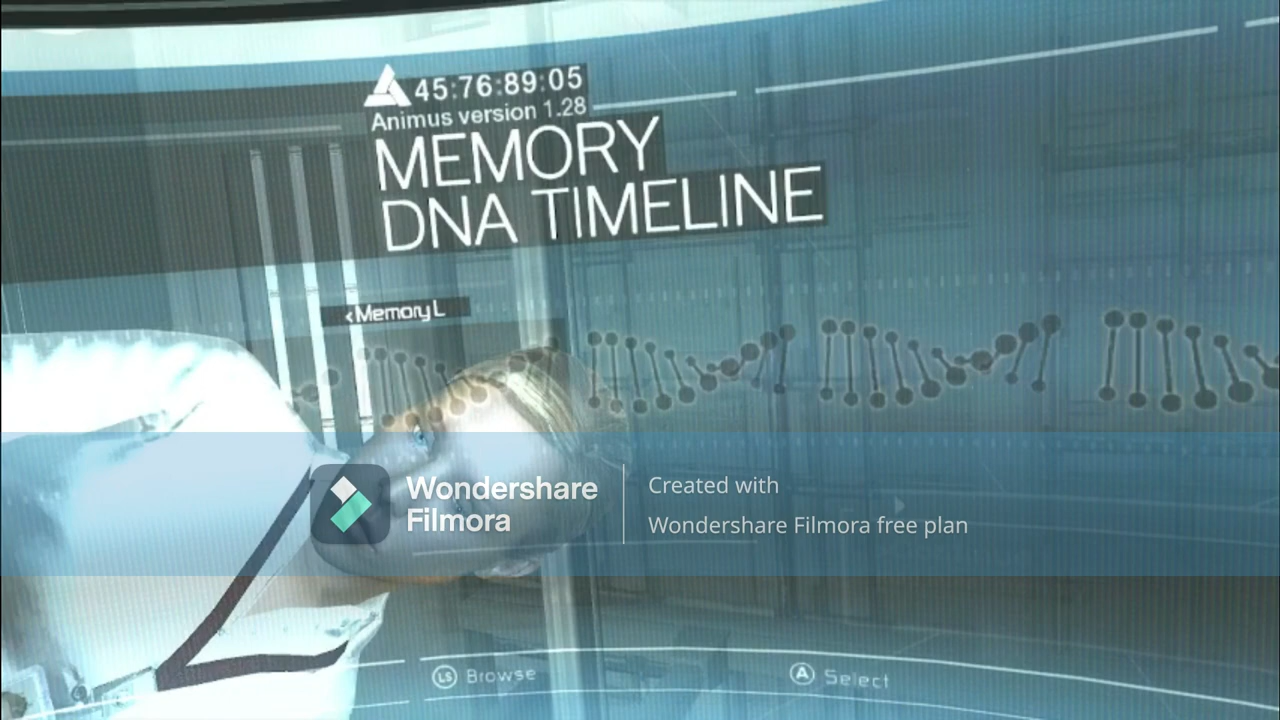 45:76:89:05
Animus version 1.28
MEMORY
DNA TIMELINE
<Memory L
Wondershare
Filmora
Created with
Wondershare Filmora free plan
LS Browse
A Select